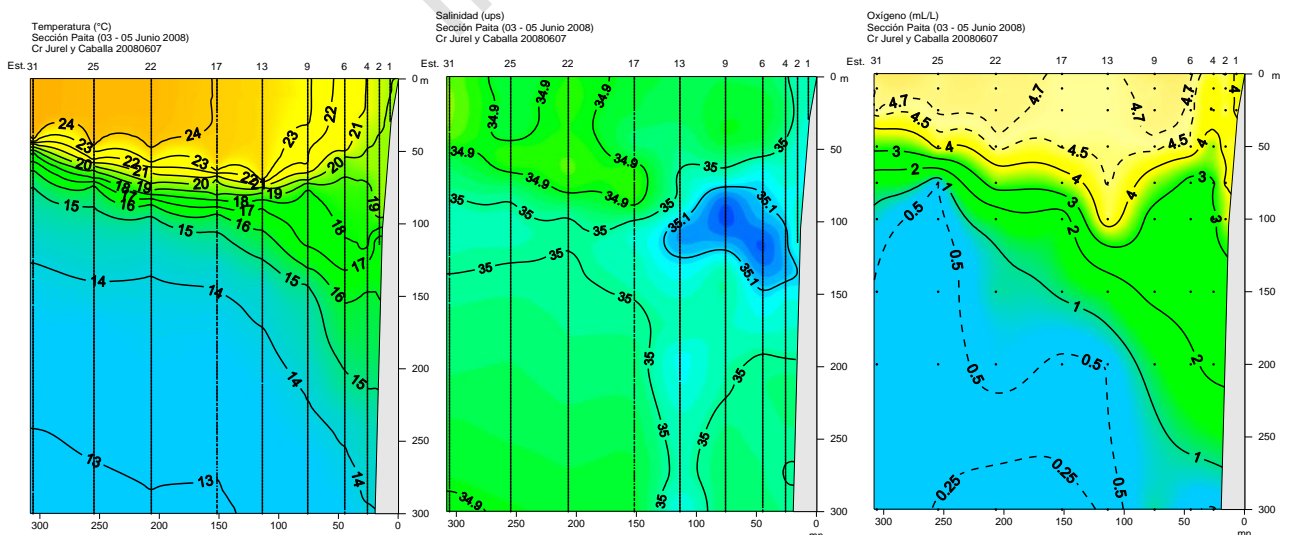 Temperatura (°C)
Sección Paita (03 - 05 Junio 2008)
Cr Jurel y Caballa 20080607
Est. 31 25 22 17 13 9 7 4 2 1
0 m
50
100
150
200
250
300
300 250 200 150 100 50 0
24 24 23 22 21 20 19 18 17 16 15 14 13
23 22 21 20 19 18 17 16 15 14 13
23 22 21 20 19 18 17 16 15 14
Salinidad (ups)
Sección Paita (03 - 05 Junio 2008)
Cr Jurel y Caballa 20080607
Est. 31 25 22 17 13 9 6 4 2 1
0 m
50
100
150
200
250
300
300 250 200 150 100 50 0
mn
34.9 34.9 34.9
34.9 34.9
35 35 35 35 35
35.1 35.1 35.1
35 35 35 35 35 35
34.9
Oxígeno (mL/L)
Sección Paita (03 - 05 Junio 2008)
Cr Jurel y Caballa 20080607
Est. 31 25 22 17 13 9 6 4 2 1
0 m
50
100
150
200
250
300
300 250 200 150 100 50 0
mn
4.7 4.7 4.7 4.7
4.5 4.5 4.5 4.5
4 4 4 4 4
3 3 3 3
2 2 2
1 1 1
0.5 0.5 0.5 0.5 0.5
0.25 0.25